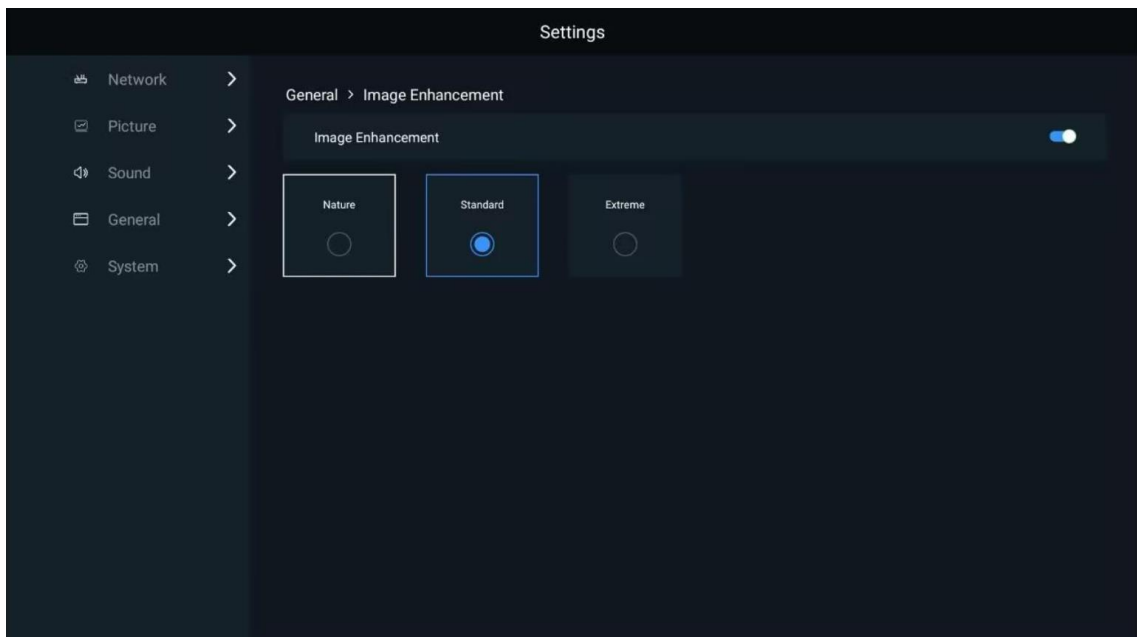 Settings
Network
Picture
Sound
General
System
General > Image Enhancement
Image Enhancement
Nature
Standard
Extreme